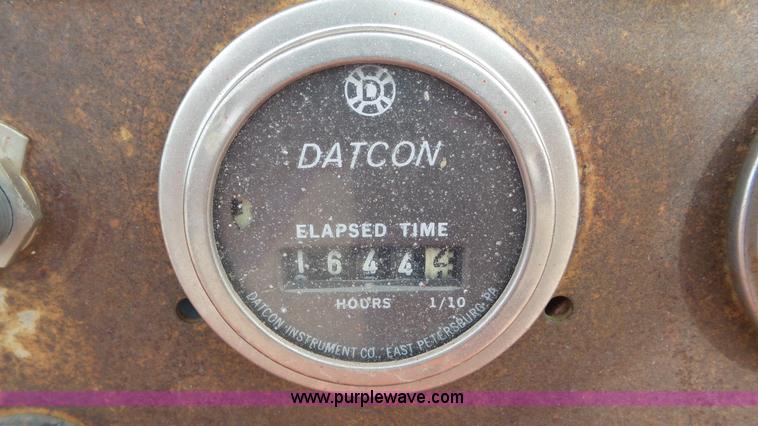 D
DATCON
ELAPSED TIME
1 6 4 4
HOURS 1/10
DATCON INSTRUMENT CO., EAST PETERSBURG, PA
www.purplewave.com